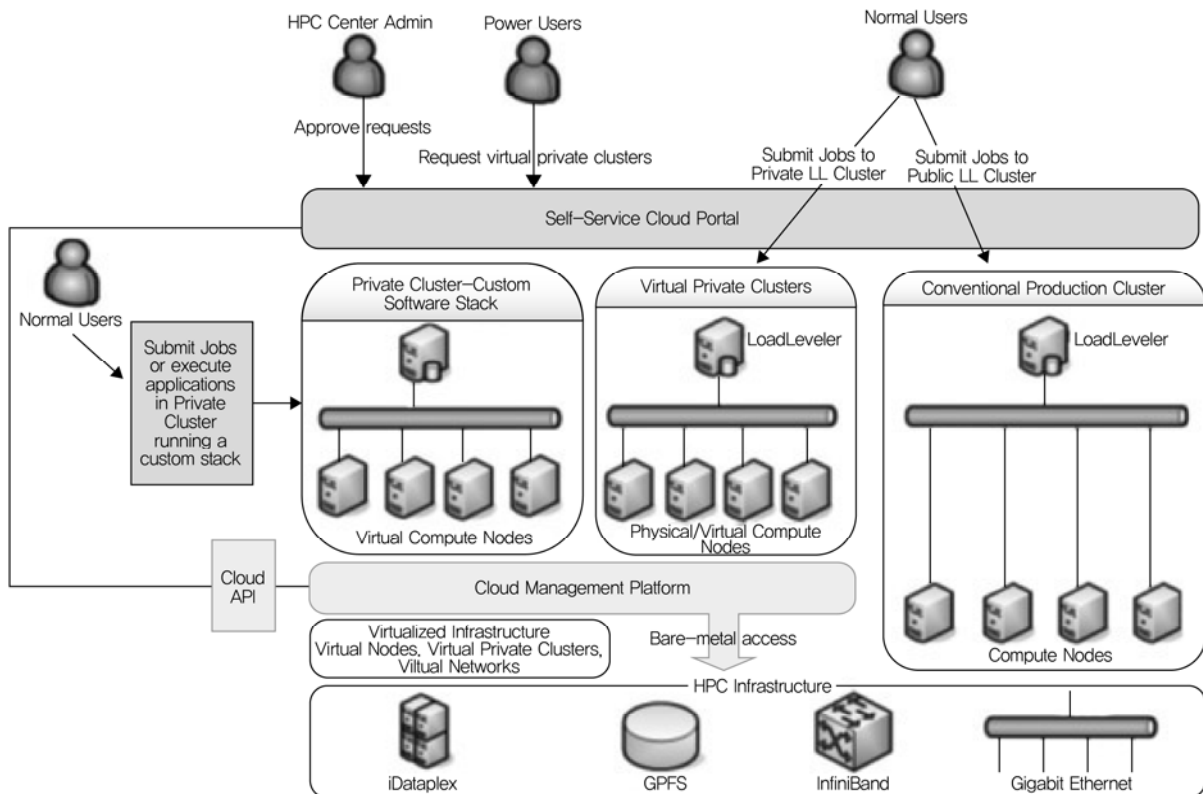 HPC Center Admin
Power Users
Normal Users
Approve requests
Request virtual private clusters
Submit Jobs to
Private LL Cluster
Submit Jobs to
Public LL Cluster
Self-Service Cloud Portal
Normal Users
Submit Jobs
or execute
applications
in Private
Cluster
running a
custom stack
Private Cluster-Custom
Software Stack
Virtual Compute Nodes
Virtual Private Clusters
LoadLeveler
Physical/Virtual Compute
Nodes
Conventional Production Cluster
LoadLeveler
Compute Nodes
Cloud
API
Cloud Management Platform
Bare-metal access
Virtualized Infrastructure
Virtual Nodes, Virtual Private Clusters,
Viltual Networks
HPC Infrastructure
iDataplex
GPFS
InfiniBand
Gigabit Ethernet